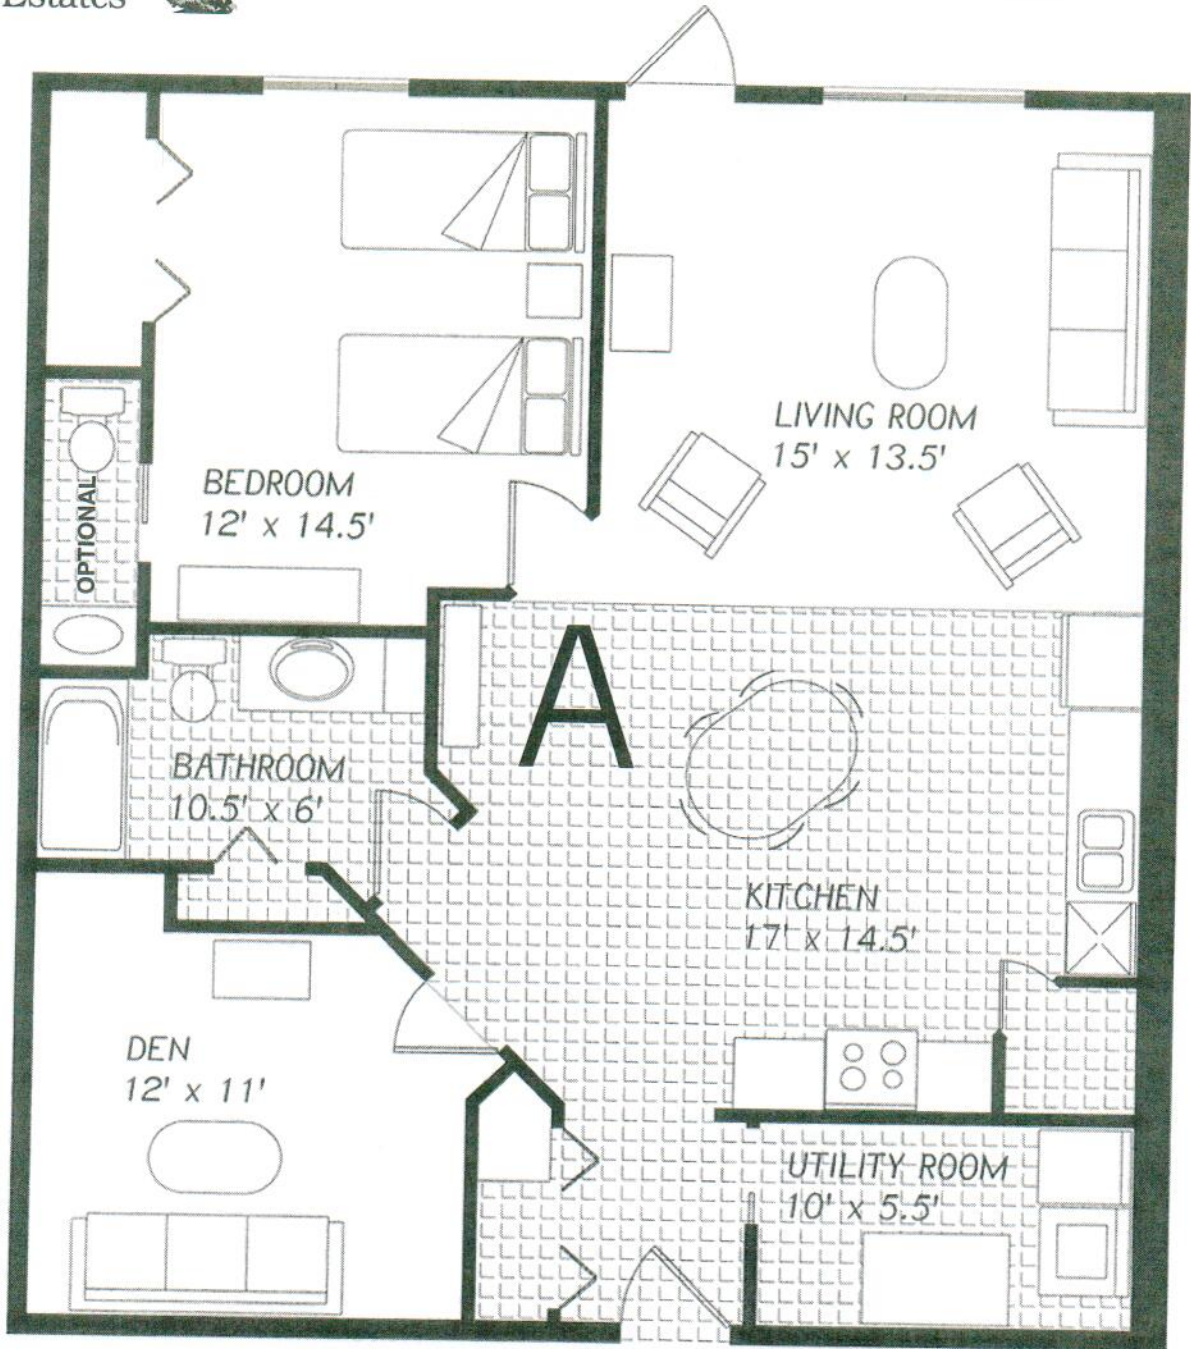 Estates
LIVING ROOM
15' x 13.5'
BEDROOM
12' x 14.5'
OPTIONAL
A
BATHROOM
10.5' x 6'
KITCHEN
17' x 14.5'
DEN
12' x 11'
UTILITY ROOM
10' x 5.5'